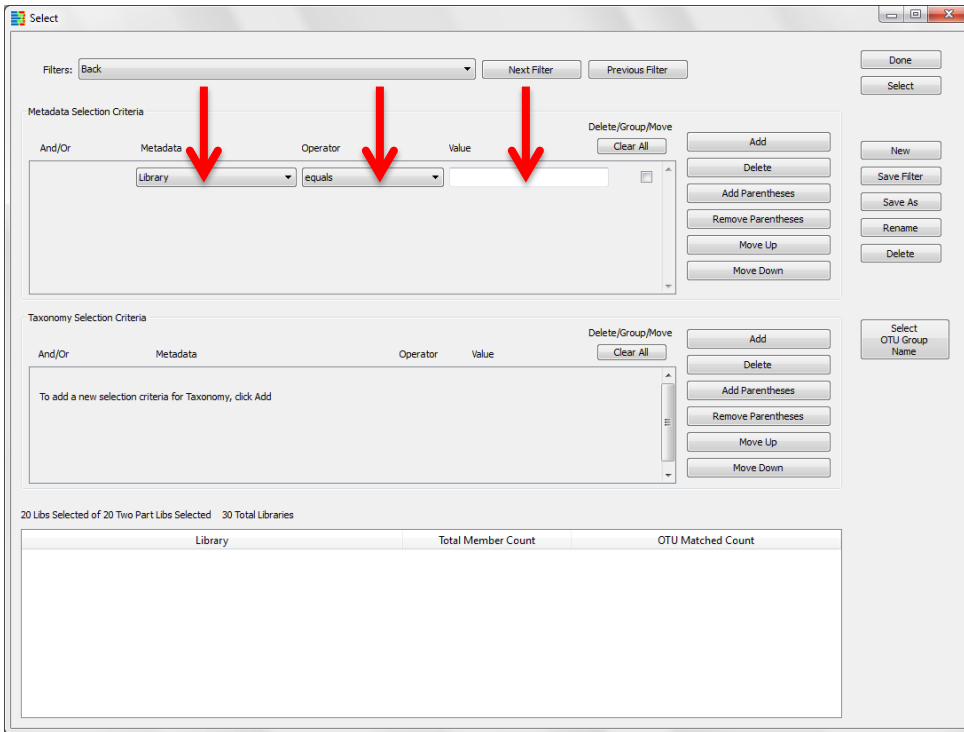 Select
Filters: Back Next Filter Previous Filter
Done
Select
Metadata Selection Criteria
Delete/Group/Move
And/Or Metadata Operator Value Clear All
Library equals
Add
Delete
Add Parentheses
Remove Parentheses
Move Up
Move Down
New
Save Filter
Save As
Rename
Delete
Taxonomy Selection Criteria
Delete/Group/Move
And/Or Metadata Operator Value Clear All
To add a new selection criteria for Taxonomy, click Add
Add
Delete
Add Parentheses
Remove Parentheses
Move Up
Move Down
Select
OTU Group
Name
20 Libs Selected of 20 Two Part Libs Selected 30 Total Libraries
Library Total Member Count OTU Matched Count